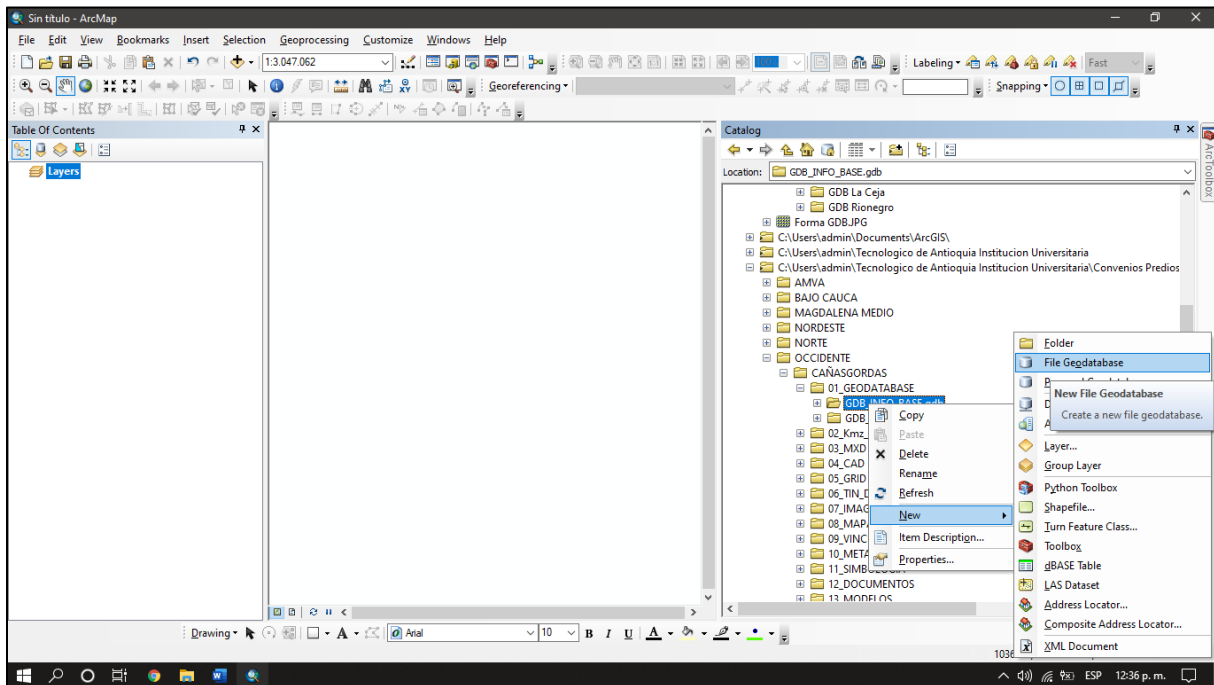 Sin título - ArcMap
File Edit View Bookmarks Insert Selection Geoprocessing Customize Windows Help
1:3.047.062
100%
Labeling
Fast
Georeferencing
Snapping
Table Of Contents
Layers
Catalog
Location: GDB_INFO_BASE.gdb
GDB La Ceja
GDB Rionegro
Forma GDB.JPG
C:\Users\admin\Documents\ArcGIS\
C:\Users\admin\Tecnologico de Antioquia Institucion Universitaria
C:\Users\admin\Tecnologico de Antioquia Institucion Universitaria\Convenios Predios
AMVA
BAJO CAUCA
MAGDALENA MEDIO
NORDESTE
NORTE
OCCIDENTE
CAÑASGORDAS
01_GEODATABASE
GDB_INFO_BASE.gdb
GDB_
02_Kmz_
03_MXD
04_CAD
05_GRID
06_TIN_D
07_IMAG
08_MAPA
09_VINC
10_META
11_SIMBOLOGIA
12_DOCUMENTOS
13_MODELOS
Copy
Paste
Delete
Rename
Refresh
New
Item Description...
Properties...
Folder
File Geodatabase
New File Geodatabase
Create a new file geodatabase.
Layer...
Group Layer
Python Toolbox
Shapefile...
Turn Feature Class...
Toolbox
dBASE Table
LAS Dataset
Address Locator...
Composite Address Locator...
XML Document
ArcToolbox
Drawing
Arial
10
B I U A
1036
ESP 12:36 p. m.